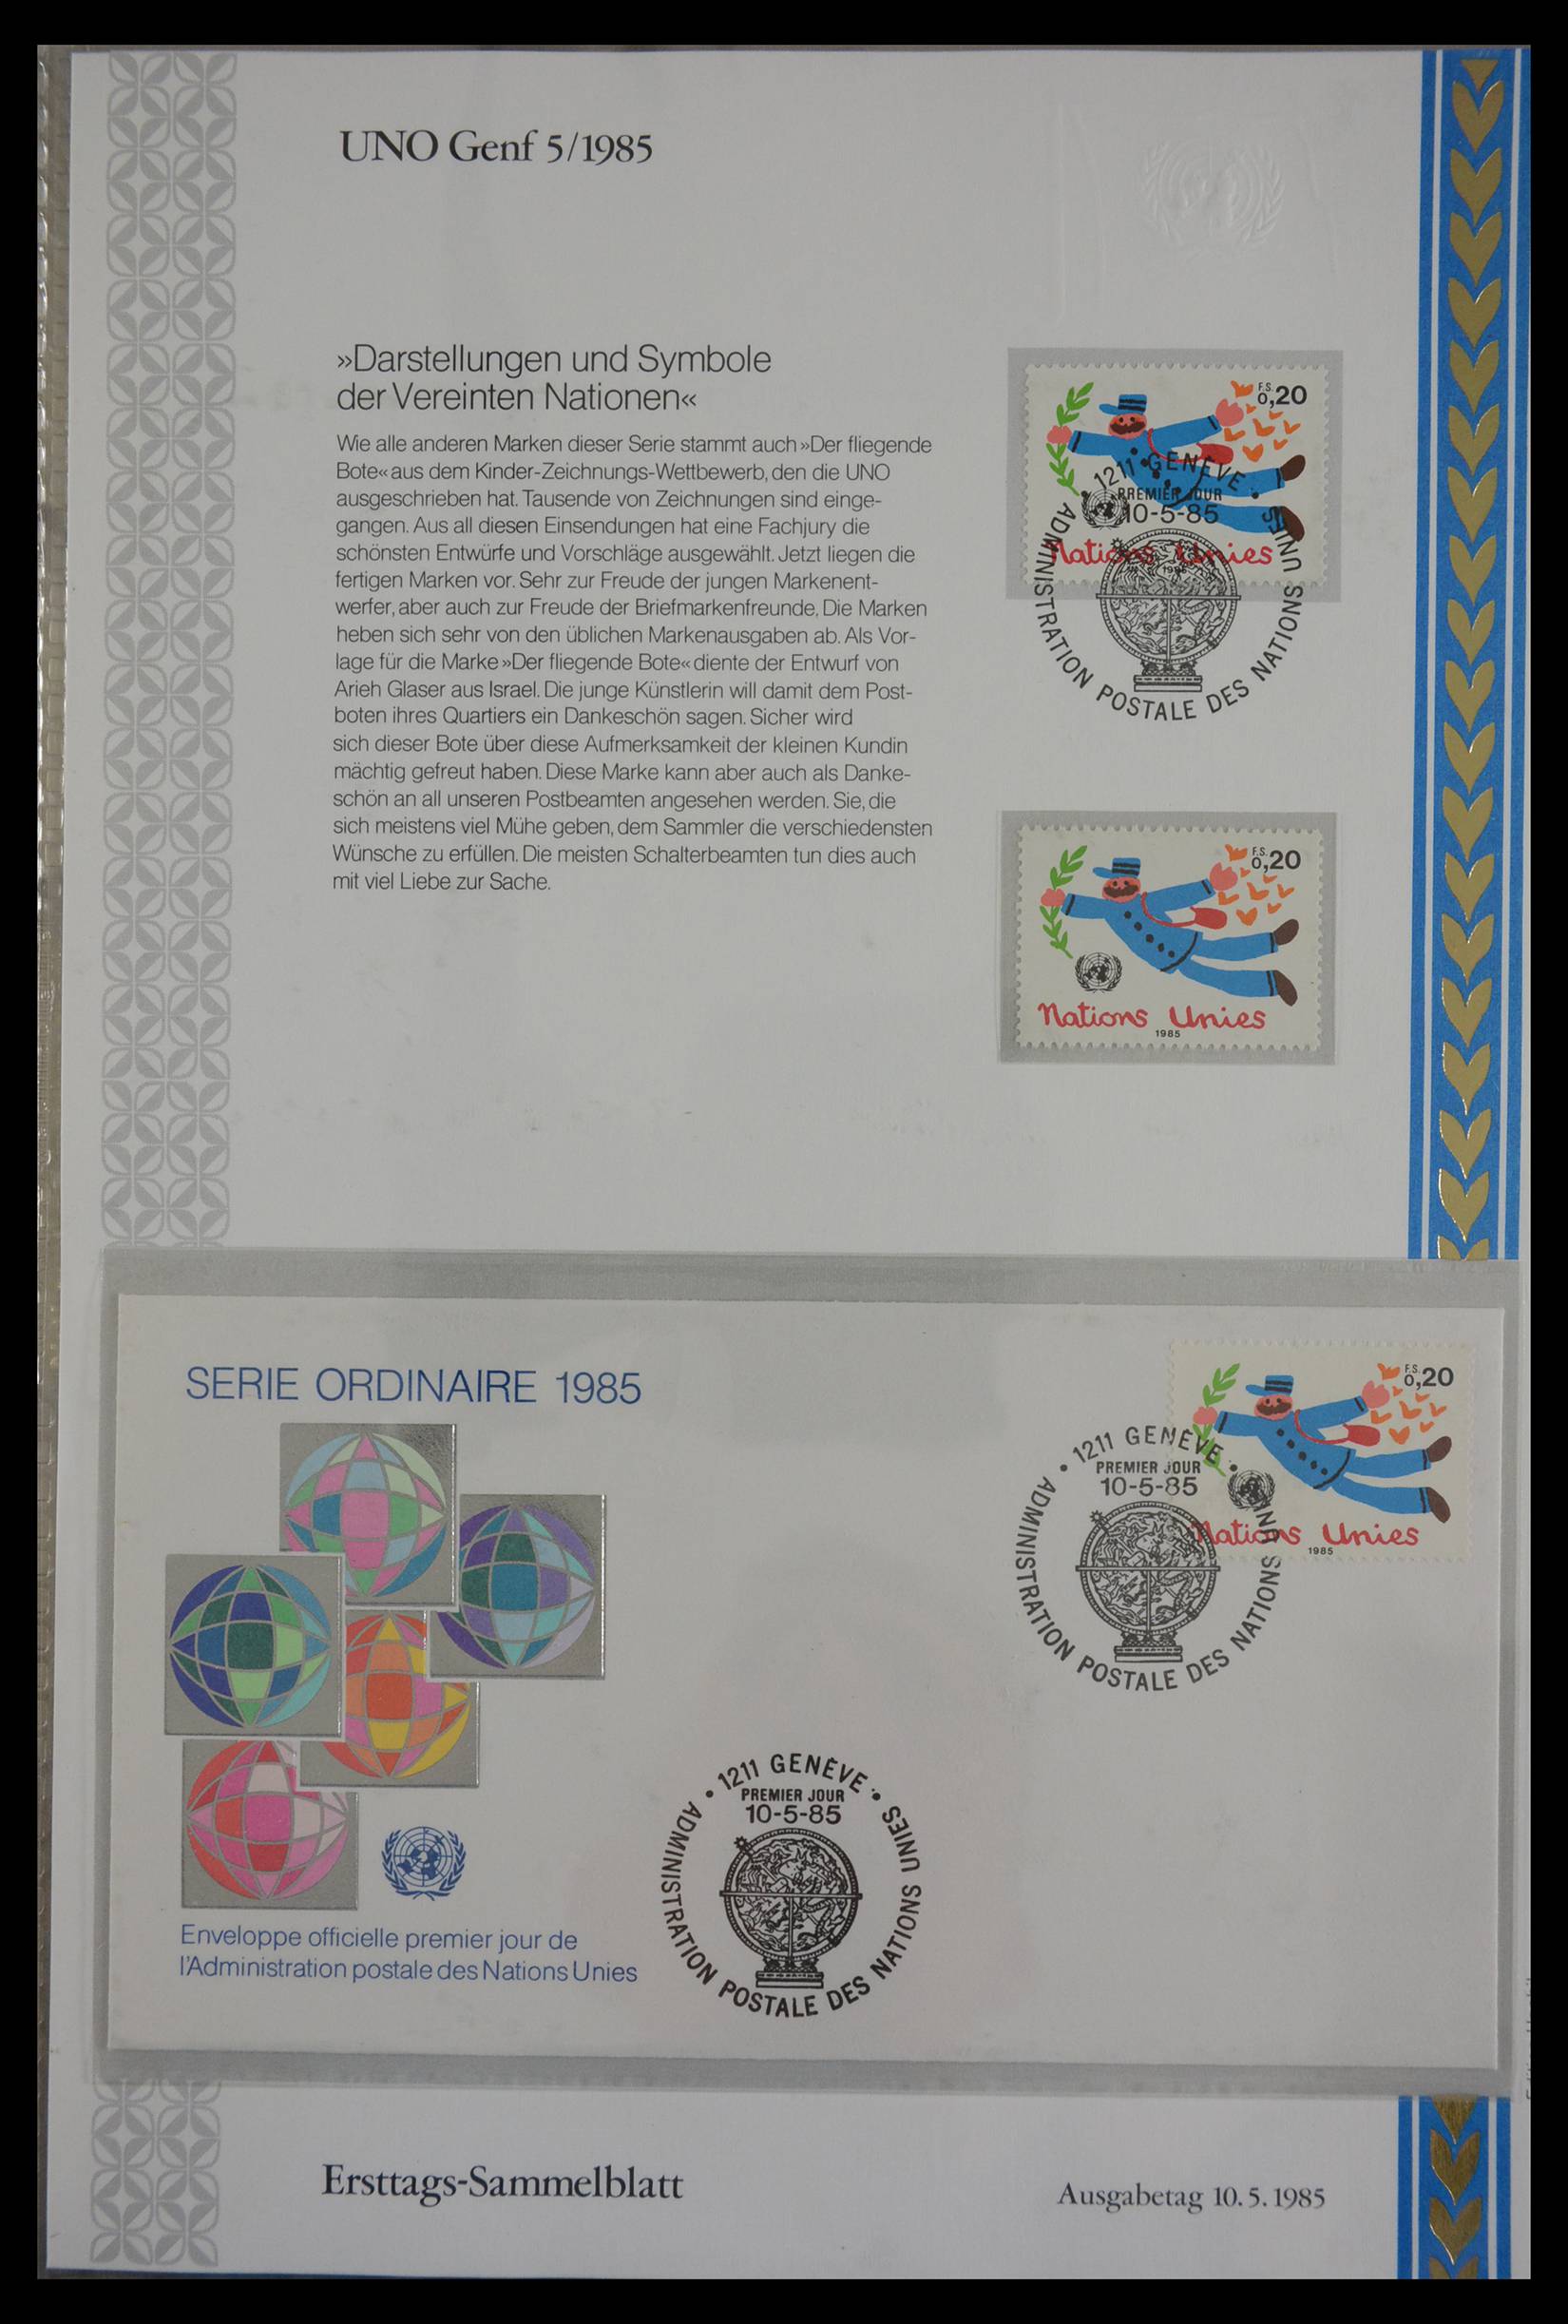 UNO Genf 5/1985
»Darstellungen und Symbole
der Vereinten Nationen«
Wie alle anderen Marken dieser Serie stammt auch »Der fliegende
Bote« aus dem Kinder-Zeichnungs-Wettbewerb, den die UNO
ausgeschrieben hat. Tausende von Zeichnungen sind einge-
gangen. Aus all diesen Einsendungen hat eine Fachjury die
schönsten Entwürfe und Vorschläge ausgewählt. Jetzt liegen die
fertigen Marken vor. Sehr zur Freude der jungen Markenent-
werfer, aber auch zur Freude der Briefmarkenfreunde. Die Marken
heben sich sehr von den üblichen Markenausgaben ab. Als Vor-
lage für die Marke »Der fliegende Bote« diente der Entwurf von
Arieh Glaser aus Israel. Die junge Künstlerin will damit dem Post-
boten ihres Quartiers ein Dankeschön sagen. Sicher wird
sich dieser Bote über diese Aufmerksamkeit der kleinen Kundin
mächtig gefreut haben. Diese Marke kann aber auch als Danke-
schön an all unseren Postbeamten angesehen werden. Sie, die
sich meistens viel Mühe geben, dem Sammler die verschiedensten
Wünsche zu erfüllen. Die meisten Schalterbeamten tun dies auch
mit viel Liebe zur Sache.
F.S.
0,20
Nations Unies
1985
1211 GENÈVE
PREMIER JOUR
10-5-85
ADMINISTRATION POSTALE DES NATIONS UNIES
F.S.
0,20
Nations Unies
1985
SERIE ORDINAIRE 1985
F.S.
0,20
Nations Unies
1985
1211 GENÈVE
PREMIER JOUR
10-5-85
ADMINISTRATION POSTALE DES NATIONS UNIES
1211 GENÈVE
PREMIER JOUR
10-5-85
ADMINISTRATION POSTALE DES NATIONS UNIES
Enveloppe officielle premier jour de
l'Administration postale des Nations Unies
Ersttags-Sammelblatt
Ausgabetag 10. 5. 1985